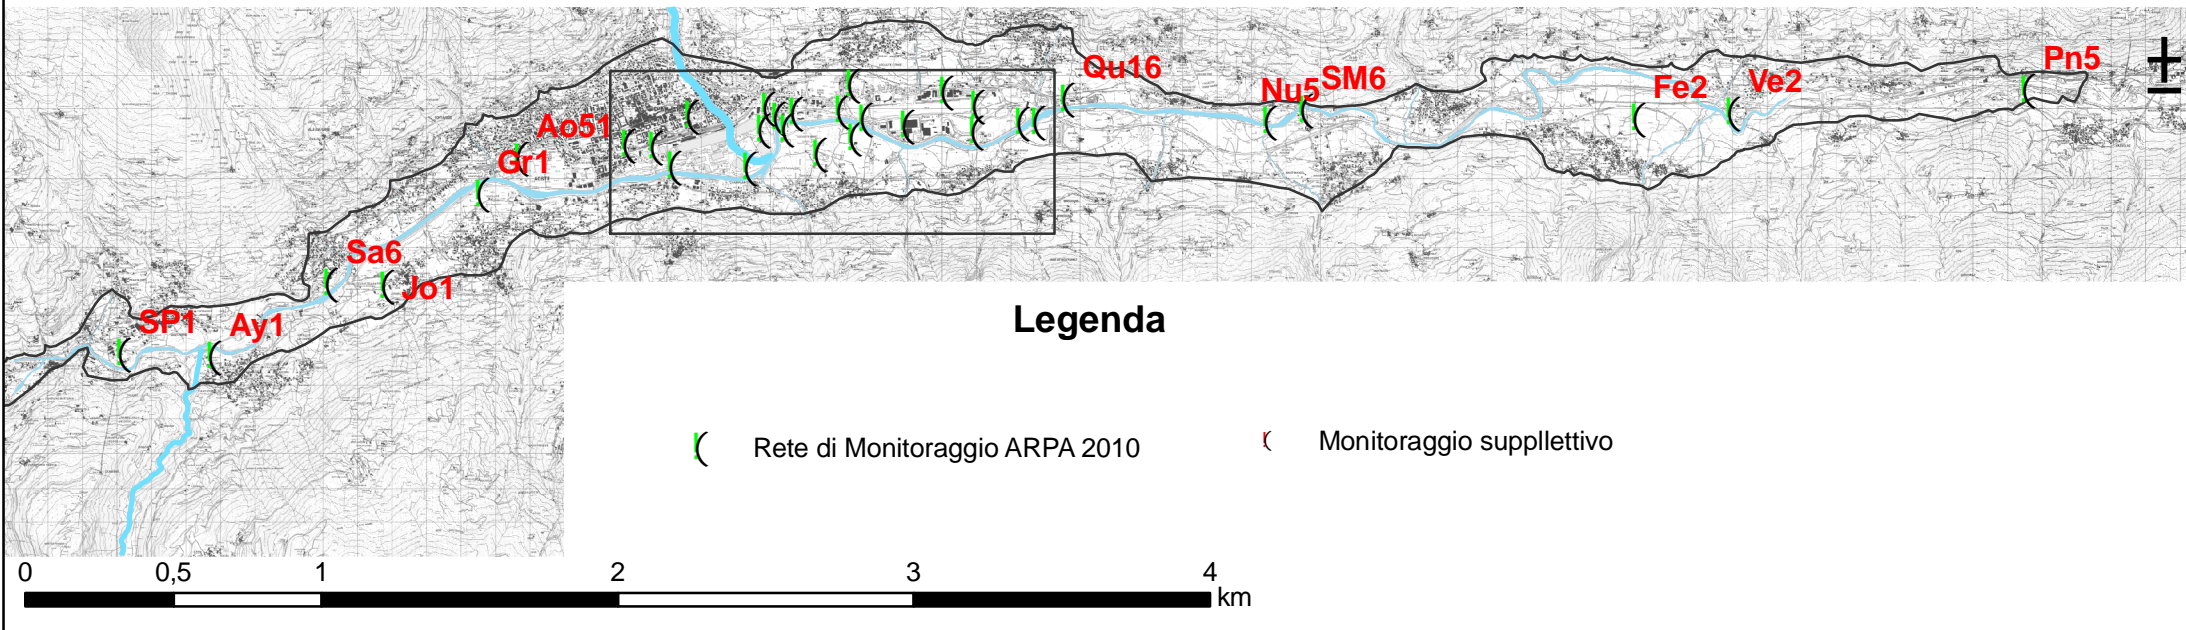 Qu16
Nu5
SM6
Fe2
Ve2
Pn5
Ao51
Gr1
Sa6
Jo1
SP1
Ay1
Legenda
Rete di Monitoraggio ARPA 2010
Monitoraggio suppllettivo
0 0,5 1 2 3 4
km